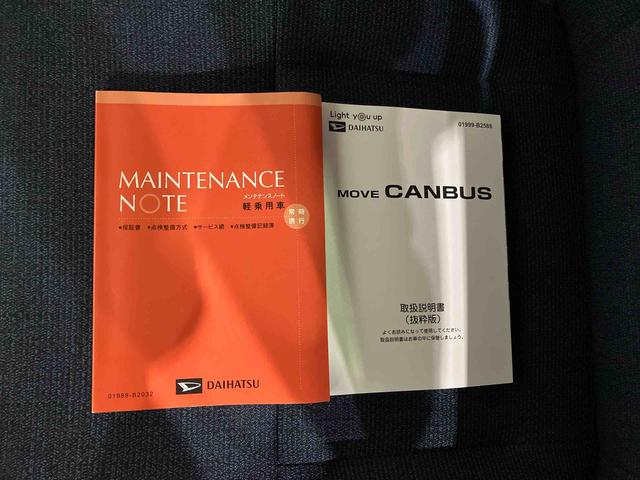 MAINTENANCE
NOTE
メンテナンスノート
軽乗用車
常時
携行
●保証書 ●点検整備方式 ●サービス網 ●点検整備記録簿
DAIHATSU
01999-B2032
Light you up
DAIHATSU
01999-B2588
MOVE CANBUS
取扱説明書
（抜粋版）
よくお読みになって使用してください。
取扱説明書はお車の中に保管しましょう。